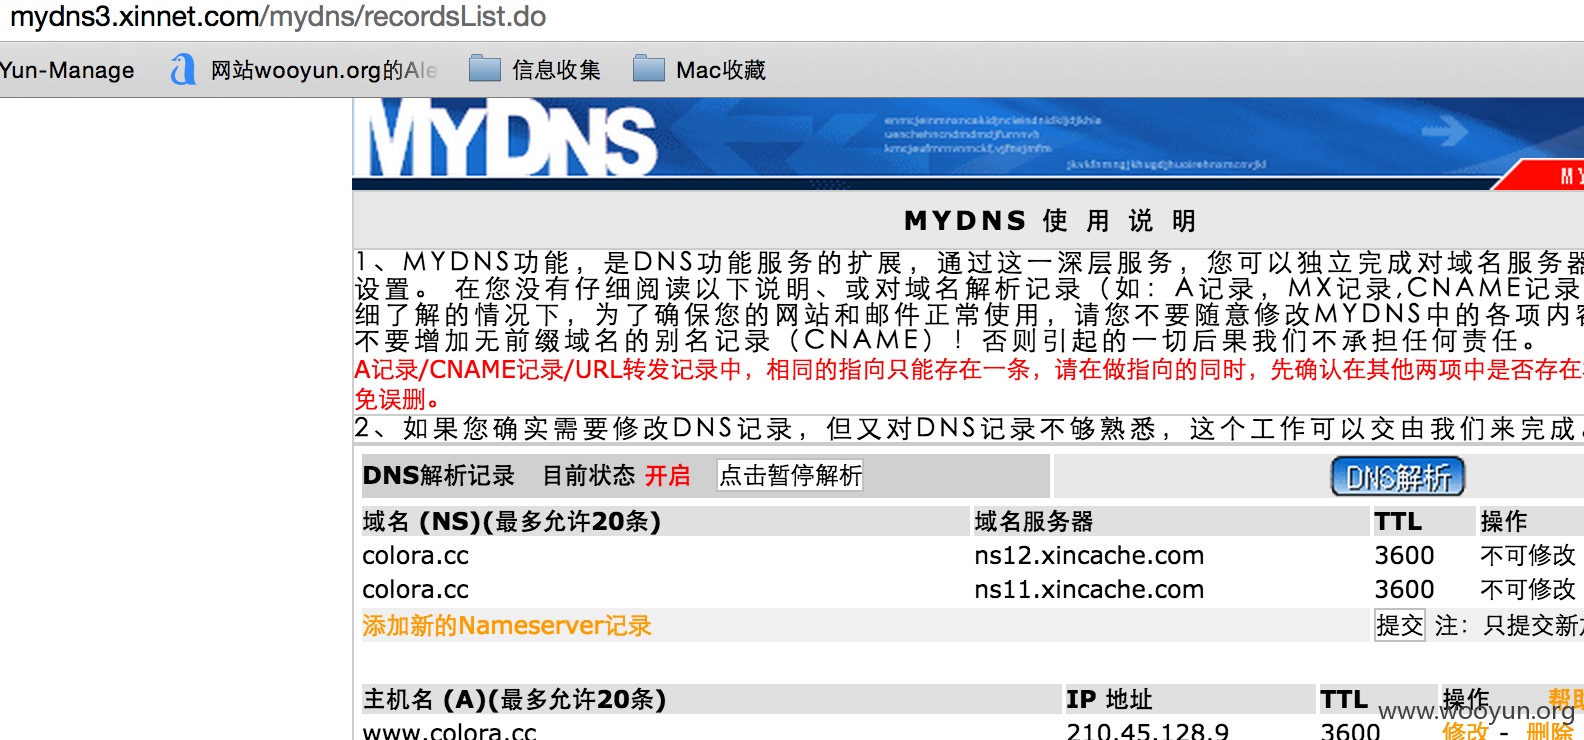 mydns3.xinnet.com/mydns/recordsList.do
Yun-Manage 网站wooyun.org的Ale 信息收集 Mac收藏
MYDNS
MYDNS 使 用 说 明
1、MYDNS功能，是DNS功能服务的扩展，通过这一深层服务，您可以独立完成对域名服务器
设置。 在您没有仔细阅读以下说明、或对域名解析记录（如：A记录，MX记录,CNAME记录
细了解的情况下，为了确保您的网站和邮件正常使用，请您不要随意修改MYDNS中的各项内容
不要增加无前缀域名的别名记录（CNAME）！否则引起的一切后果我们不承担任何责任。
A记录/CNAME记录/URL转发记录中，相同的指向只能存在一条，请在做指向的同时，先确认在其他两项中是否存在
免误删。
2、如果您确实需要修改DNS记录，但又对DNS记录不够熟悉，这个工作可以交由我们来完成
DNS解析记录 目前状态 开启 点击暂停解析 DNS解析
域名 (NS)(最多允许20条) 域名服务器 TTL 操作
colora.cc ns12.xincache.com 3600 不可修改
colora.cc ns11.xincache.com 3600 不可修改
添加新的Nameserver记录 提交 注：只提交新
主机名 (A)(最多允许20条) IP 地址 TTL 操作 帮助
www.wooyun.org
www.colora.cc 210.45.128.9 3600 修改 - 删除